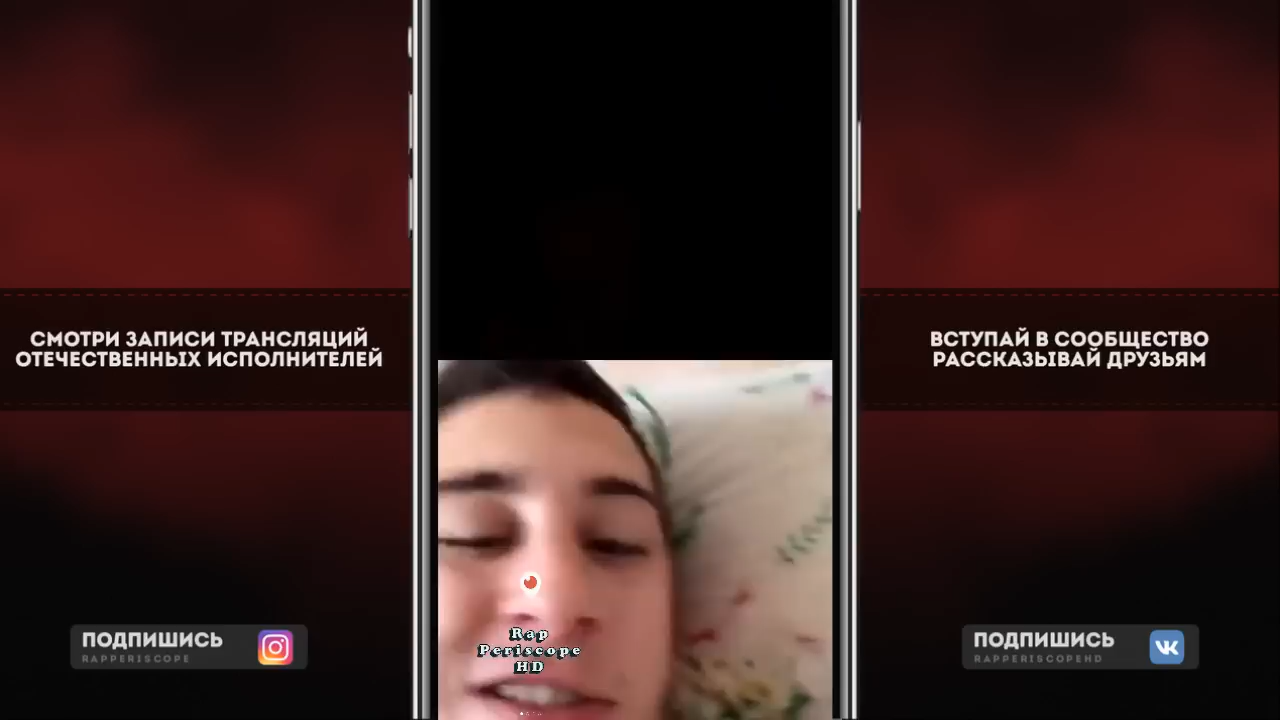 СМОТРИ ЗАПИСИ ТРАНСЛЯЦИЙ
ОТЕЧЕСТВЕННЫХ ИСПОЛНИТЕЛЕЙ
ВСТУПАЙ В СООБЩЕСТВО
РАССКАЗЫВАЙ ДРУЗЬЯМ
Rap
Periscope
HD
ПОДПИШИСЬ
RAPPERISCOPE
ПОДПИШИСЬ
RAPPERISCOPEHD